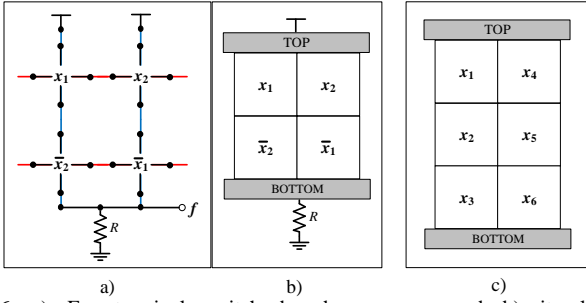 x₁ x₂
x̅₂ x̅₁
f
R
TOP
x₁ x₂
x̅₂ x̅₁
BOTTOM
R
TOP
x₁ x₄
x₂ x₅
x₃ x₆
BOTTOM
a) b) c)